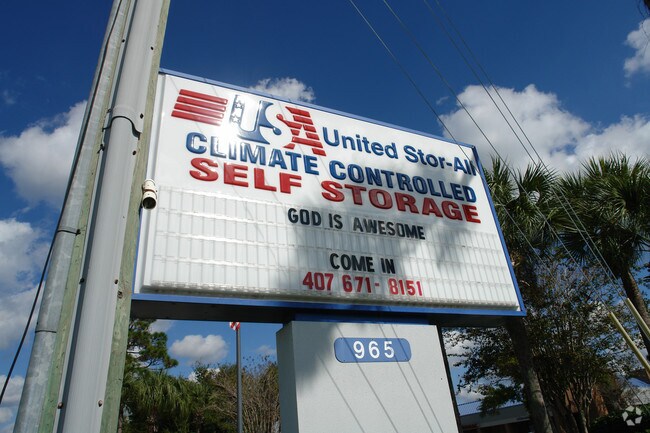 USA United Stor-All
CLIMATE CONTROLLED
SELF STORAGE
GOD IS AWESOME
COME IN
407 671-8151
965